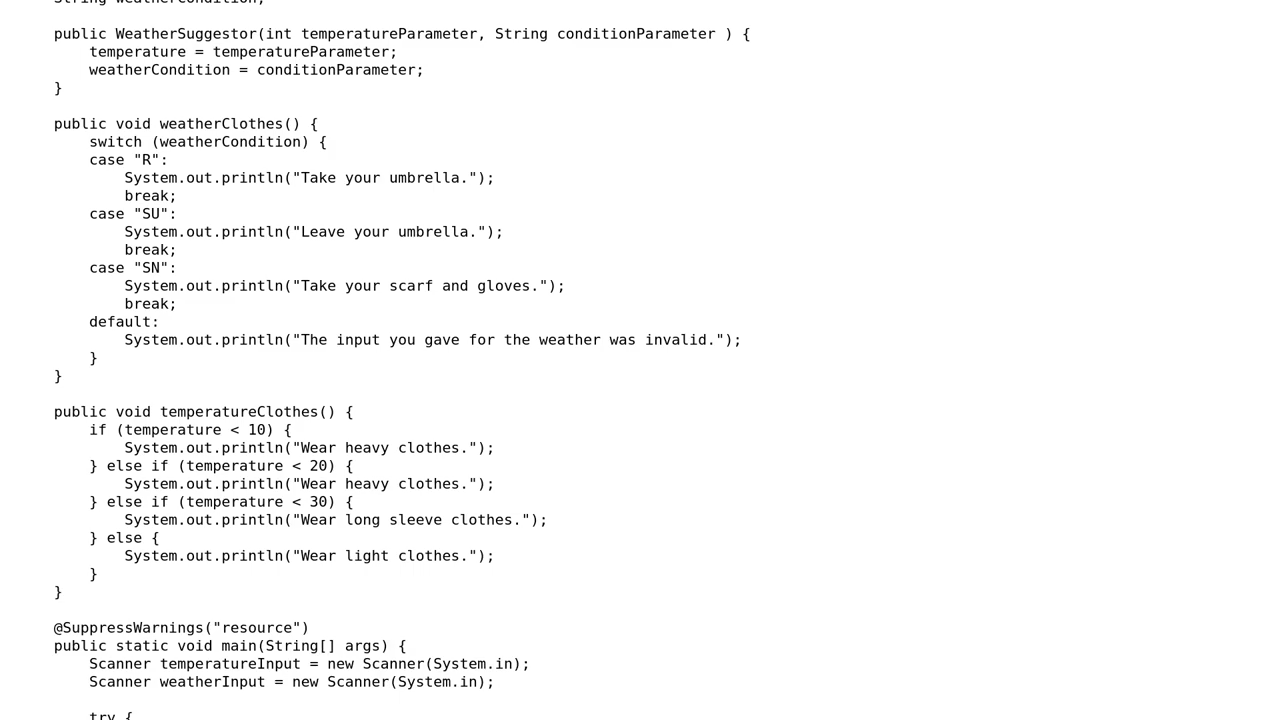 String weatherCondition;
public WeatherSuggestor(int temperatureParameter, String conditionParameter ) {
temperature = temperatureParameter;
weatherCondition = conditionParameter;
}
public void weatherClothes() {
switch (weatherCondition) {
case "R":
System.out.println("Take your umbrella.");
break;
case "SU":
System.out.println("Leave your umbrella.");
break;
case "SN":
System.out.println("Take your scarf and gloves.");
break;
default:
System.out.println("The input you gave for the weather was invalid.");
}
}
public void temperatureClothes() {
if (temperature < 10) {
System.out.println("Wear heavy clothes.");
} else if (temperature < 20) {
System.out.println("Wear heavy clothes.");
} else if (temperature < 30) {
System.out.println("Wear long sleeve clothes.");
} else {
System.out.println("Wear light clothes.");
}
}
@SuppressWarnings("resource")
public static void main(String[] args) {
Scanner temperatureInput = new Scanner(System.in);
Scanner weatherInput = new Scanner(System.in);
try {